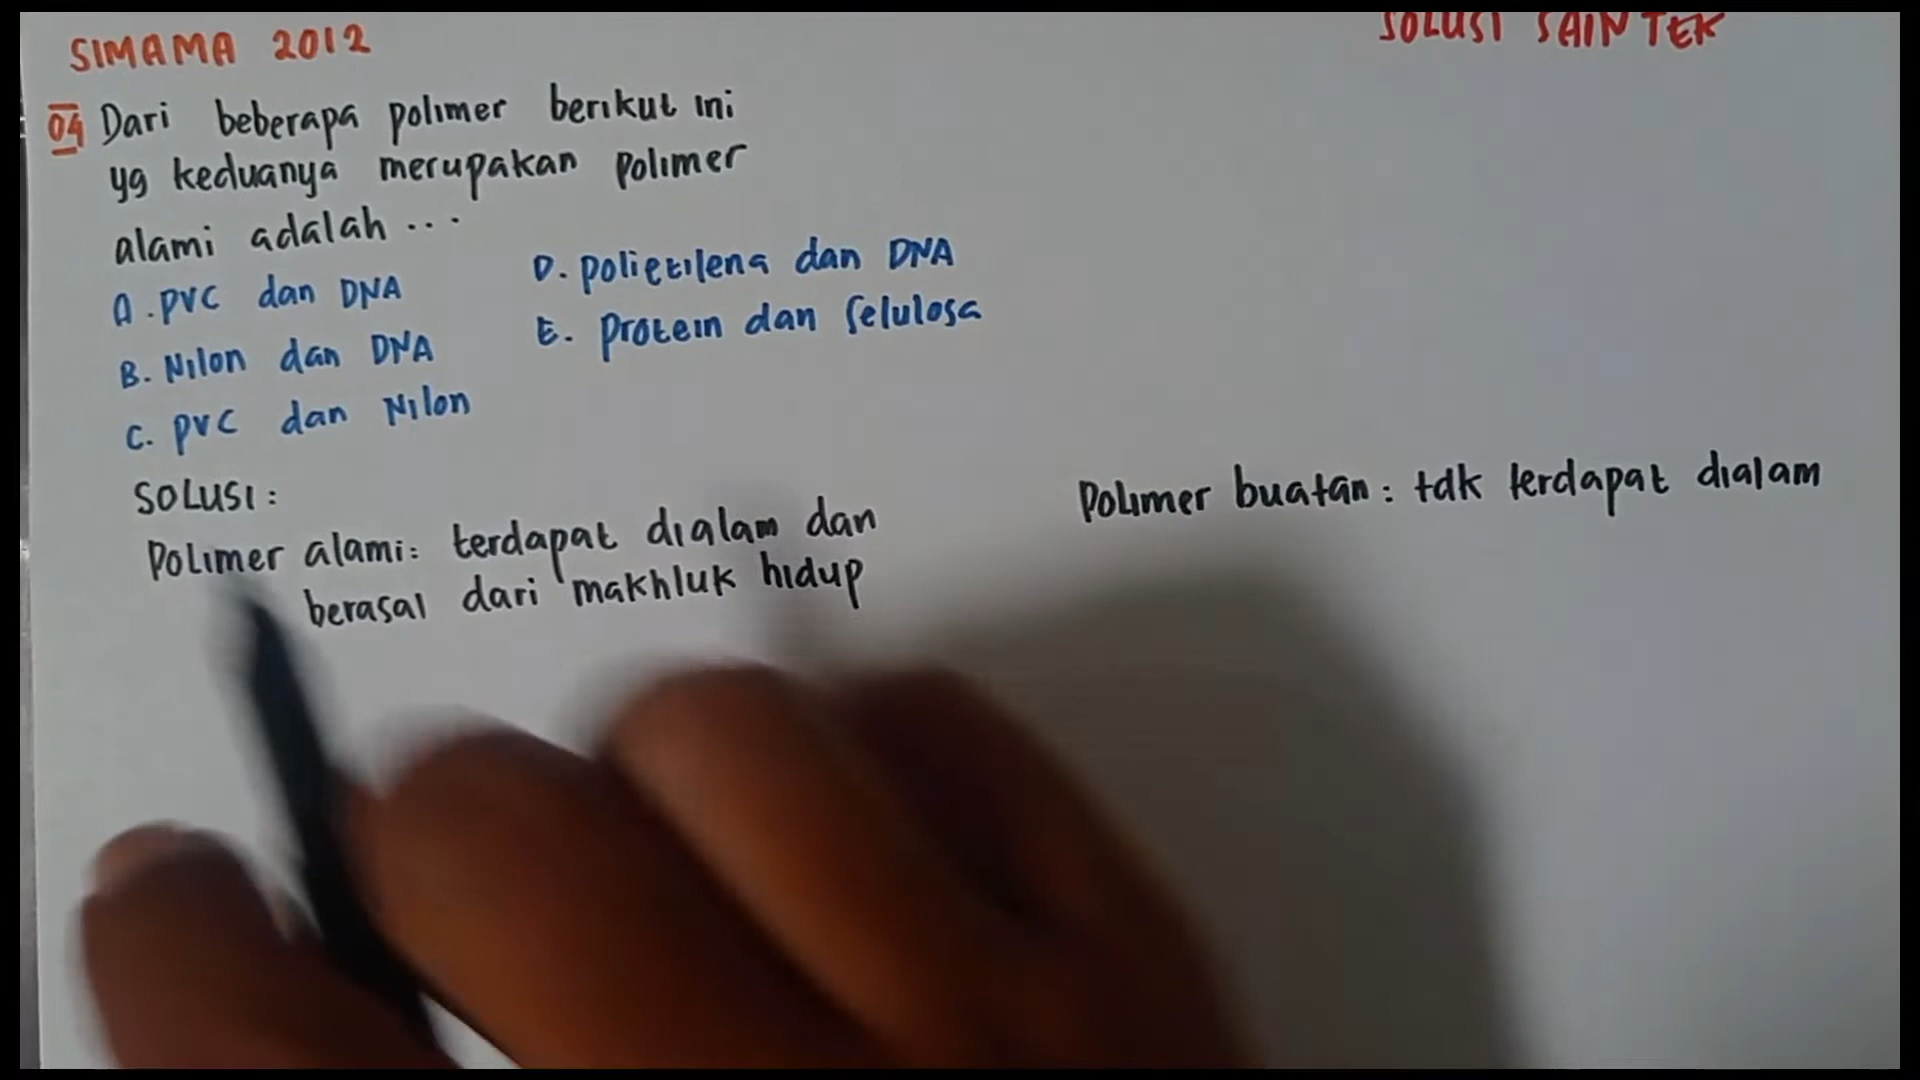 SIMAMA 2012
SOLUSI SAINTEK
04 Dari beberapa polimer berikut ini
yg keduanya merupakan polimer
alami adalah ...
A. PVC dan DNA
B. Nilon dan DNA
C. PVC dan Nilon
D. polietilena dan DNA
E. Protein dan Selulosa
SOLUSI:
Polimer alami: terdapat dialam dan
berasal dari makhluk hidup
Polimer buatan: tdk terdapat dialam